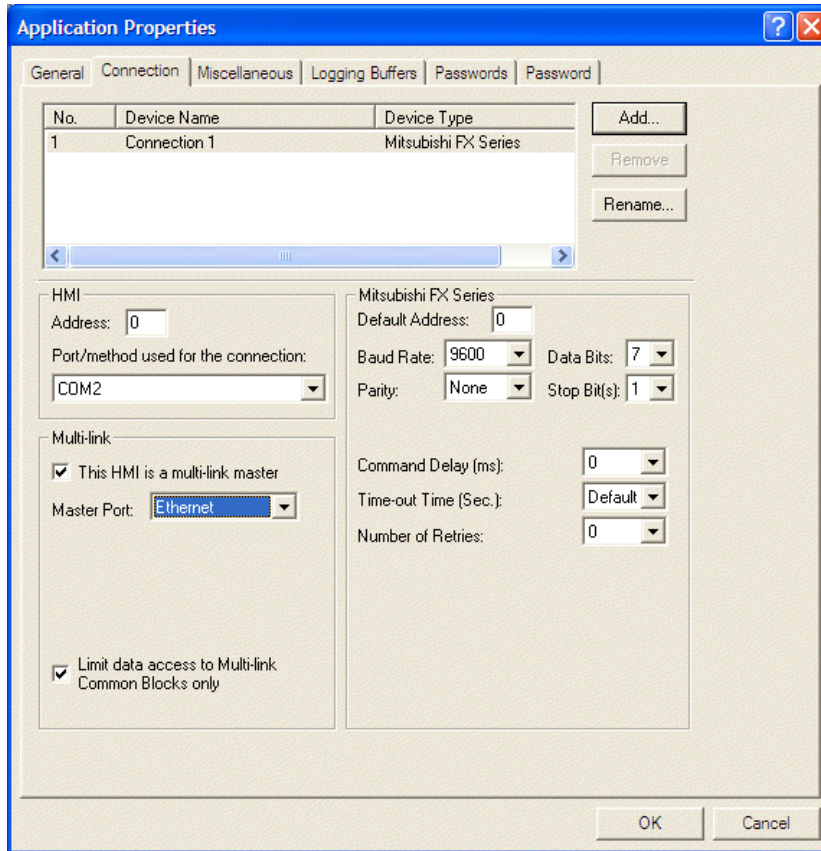 Application Properties
General Connection Miscellaneous Logging Buffers Passwords Password
No. Device Name Device Type
1 Connection 1 Mitsubishi FX Series
Add...
Remove
Rename...
HMI
Address: 0
Port/method used for the connection:
COM2
Multi-link
This HMI is a multi-link master
Master Port: Ethernet
Limit data access to Multi-link
Common Blocks only
Mitsubishi FX Series
Default Address: 0
Baud Rate: 9600 Data Bits: 7
Parity: None Stop Bit(s): 1
Command Delay (ms): 0
Time-out Time (Sec.): Default
Number of Retries: 0
OK Cancel